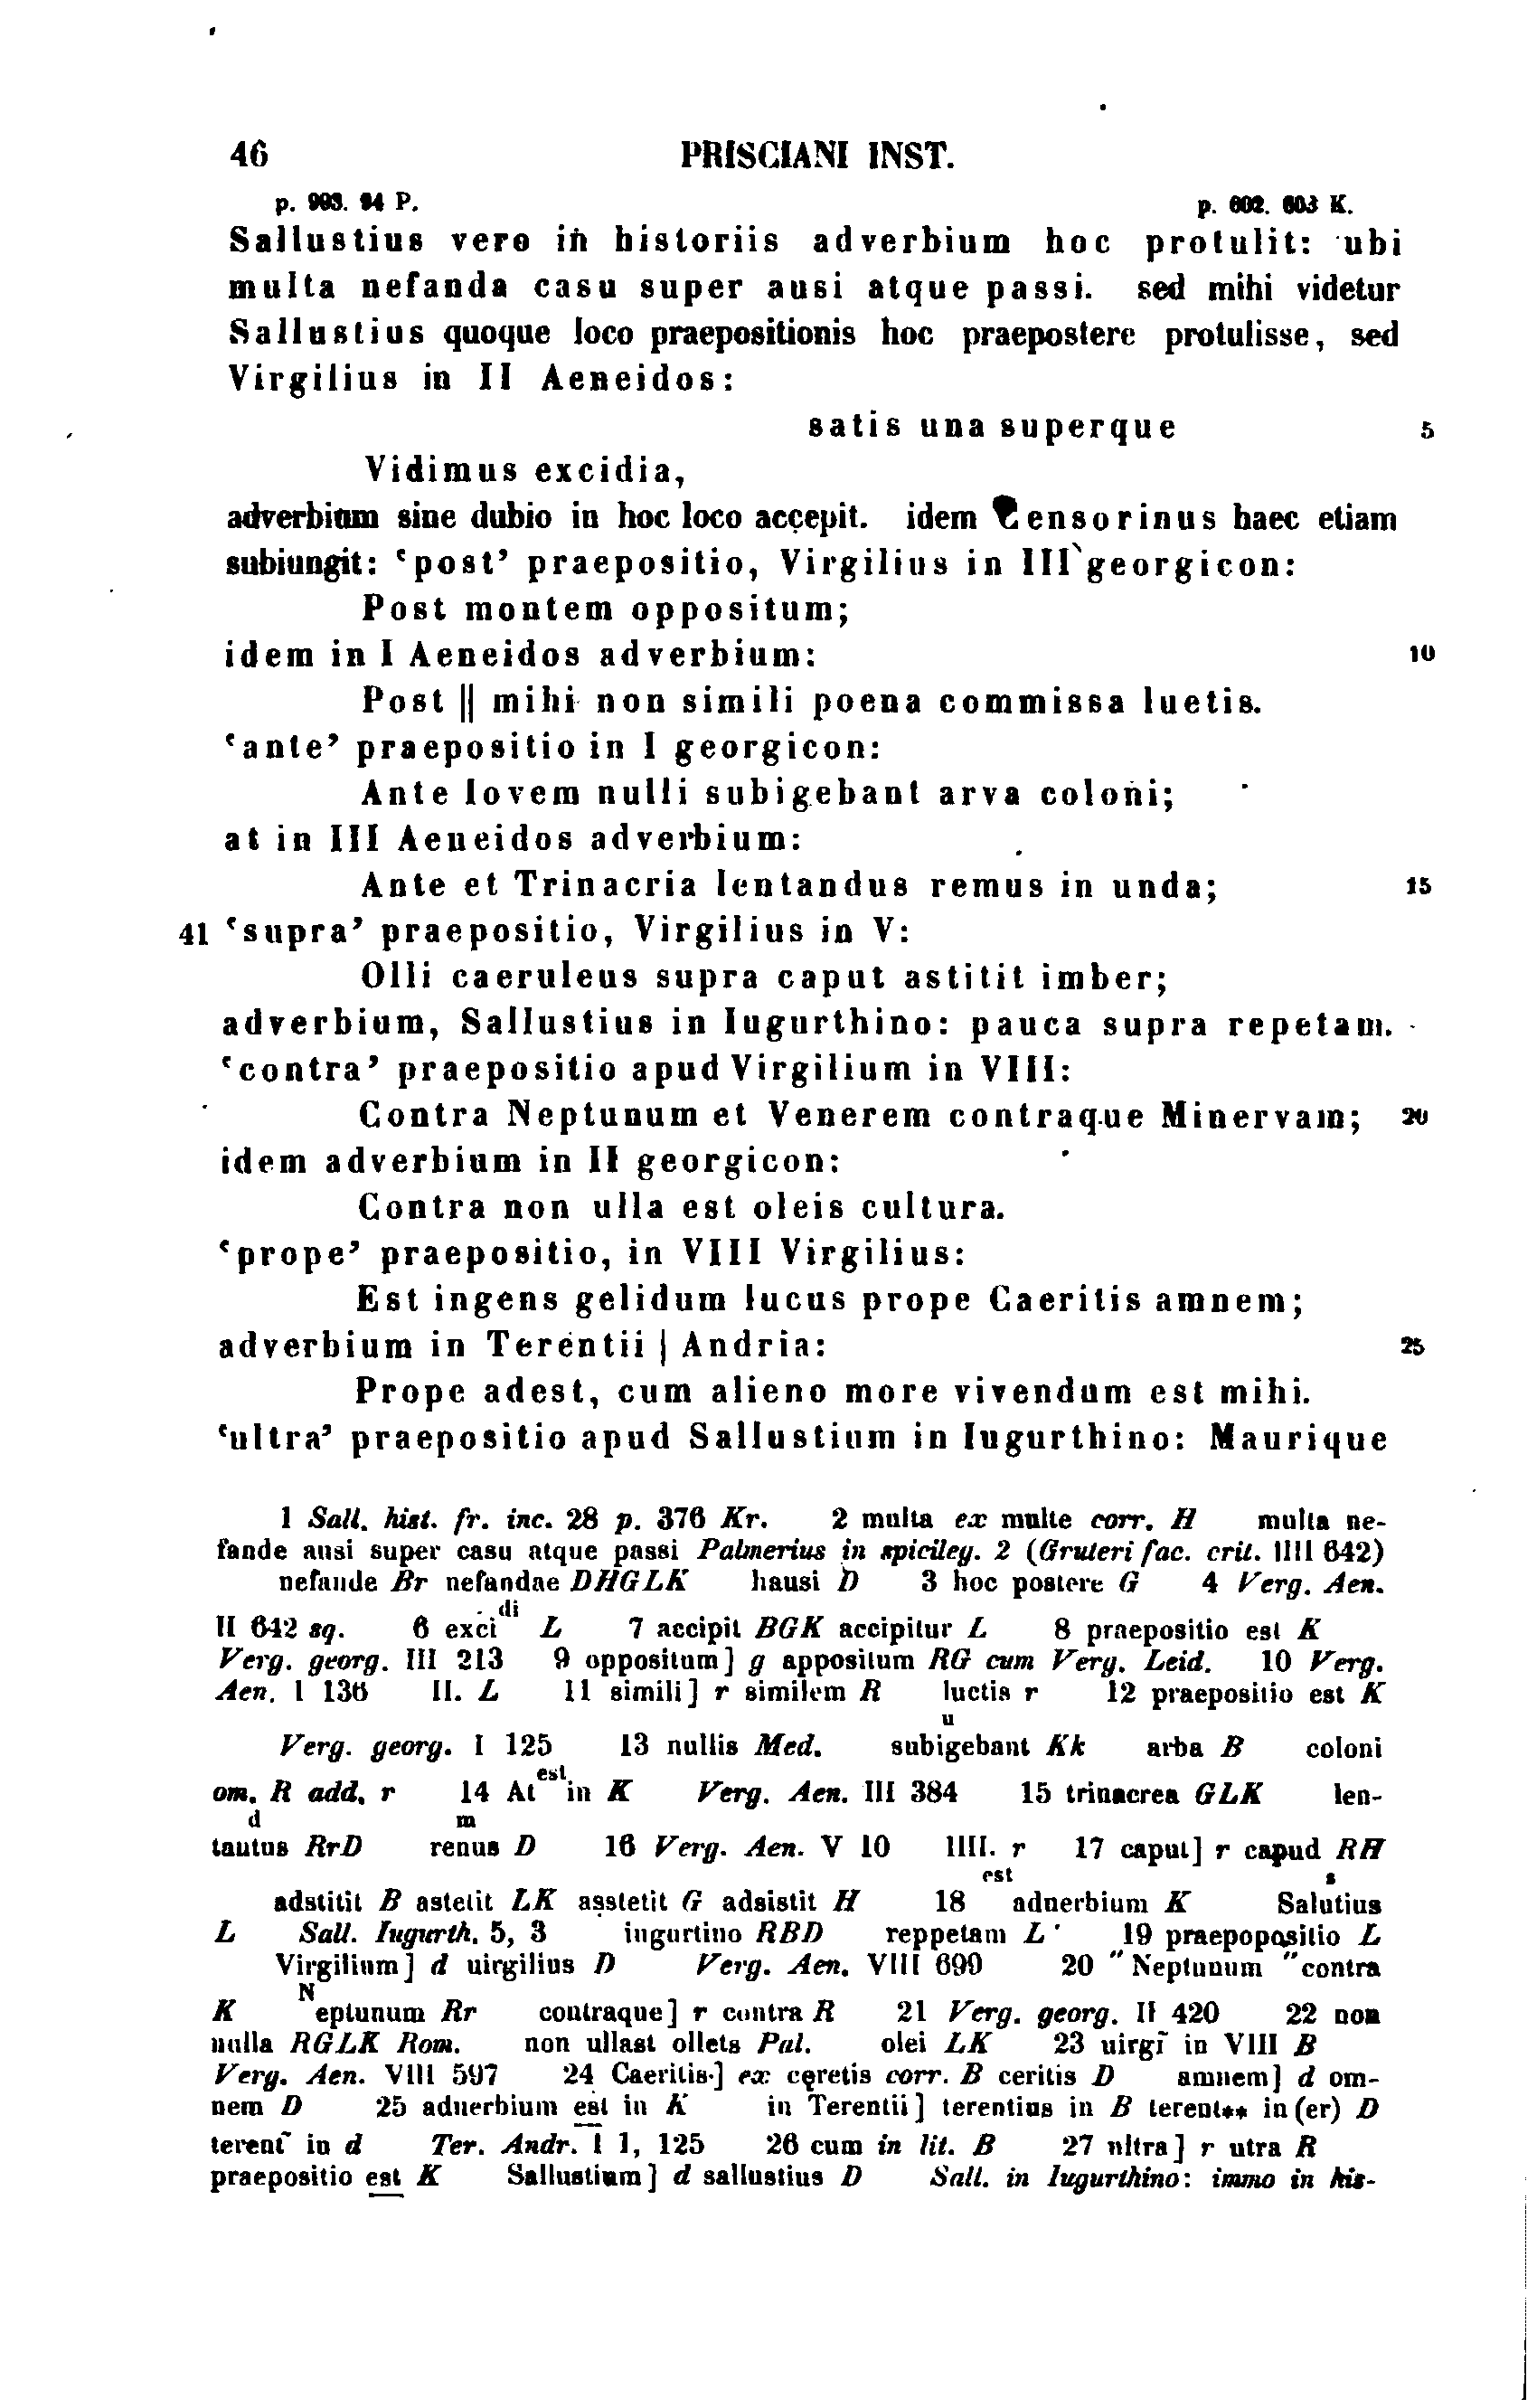 46 PRISCIANI INST.
p. 993. 94 P. p. 602. 603 K.
Sallustius vero in historiis adverbium hoc protulit: ubi
multa nefanda casu super ausi atque passi. sed mihi videtur
Sallustius quoque loco praepositionis hoc praepostere protulisse, sed
Virgilius in II Aeneidos:
satis una superque 5
Vidimus excidia,
adverbium sine dubio in hoc loco accepit. idem Censorinus haec etiam
subiungit: ‘post’ praepositio, Virgilius in III georgicon:
Post montem oppositum;
idem in I Aeneidos adverbium: 10
Post || mihi non simili poena commissa luetis.
‘ante’ praepositio in I georgicon:
Ante Iovem nulli subigebant arva coloni;
at in III Aeneidos adverbium:
Ante et Trinacria lentandus remus in unda; 15
41 ‘supra’ praepositio, Virgilius in V:
Olli caeruleus supra caput astitit imber;
adverbium, Sallustius in Iugurthino: pauca supra repetam.
‘contra’ praepositio apud Virgilium in VIII:
Contra Neptunum et Venerem contraque Minervam; 20
idem adverbium in II georgicon:
Contra non ulla est oleis cultura.
‘prope’ praepositio, in VIII Virgilius:
Est ingens gelidum lucus prope Caeritis amnem;
adverbium in Terentii | Andria: 25
Prope adest, cum alieno more vivendum est mihi.
‘ultra’ praepositio apud Sallustium in Iugurthino: Maurique
1 Sall. hist. fr. inc. 28 p. 376 Kr. 2 multa ex multe corr. H multa ne-
fande ausi super casu atque passi Palmerius in spicileg. 2 (Gruteri fac. crit. IIII 642)
nefande Br nefandae DHGLK hausi D 3 hoc postere G 4 Verg. Aen.
II 642 sq. 6 exci di L 7 accipit BGK accipitur L 8 praepositio est K
Verg. georg. III 213 9 oppositum] g appositum RG cum Verg. Leid. 10 Verg.
Aen. I 136 II. L 11 simili] r similem R luctis r 12 praepositio est K
u
Verg. georg. I 125 13 nullis Med. subigebant Kk arba B coloni
om. R add. r 14 At est in K Verg. Aen. III 384 15 trinacrea GLK len-
d m
tautus RrD renus D 16 Verg. Aen. V 10 IIII. r 17 caput] r capud RH
est s
adstitit B astetit LK asstetit G adsistit H 18 aduerbium K Salutius
L Sall. Iugurth. 5, 3 iugurtino RBD reppetam L 19 praepopositio L
Virgilium] d uirgilius D Verg. Aen. VIII 699 20 " Neptunum " contra
N
K eptunum Rr contraque] r contra R 21 Verg. georg. II 420 22 non
nulla RGLK Rom. non ullast ollets Pal. olei LK 23 uirgī in VIII B
Verg. Aen. VIII 597 24 Caeritis] ex cęretis corr. B ceritis D amnem] d om-
nem D 25 aduerbium est in K in Terentii] terentius in B terent** in (er) D
terent̄ in d Ter. Andr. I 1, 125 26 cum in lit. B 27 ultra] r utra R
praepositio est K Sallustium] d sallustius D Sall. in Iugurthino: immo in his-